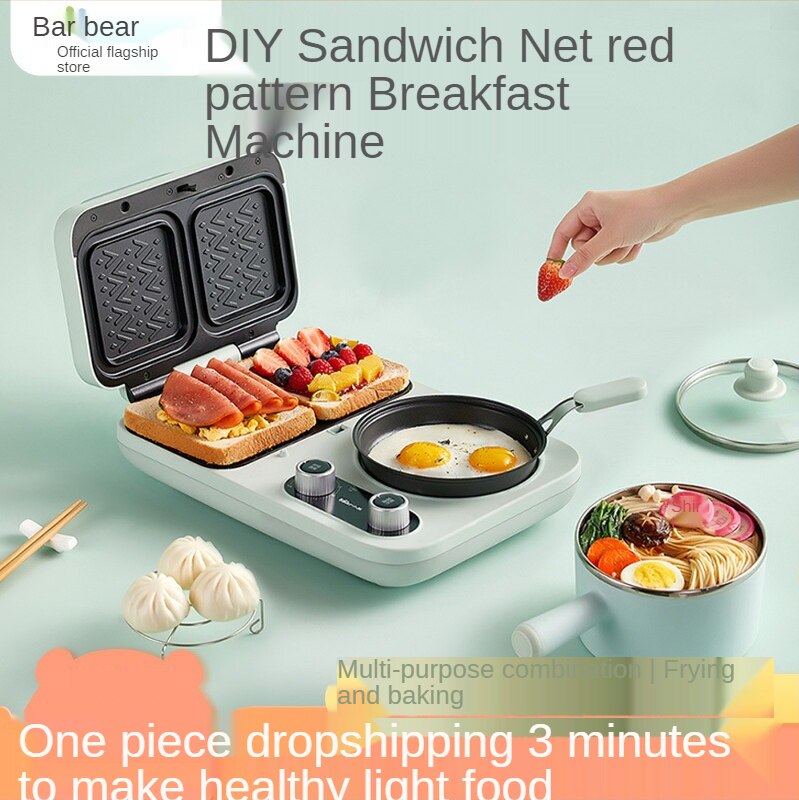 Bar bear
Official flagship
store
DIY Sandwich Net red
pattern Breakfast
Machine
Shir
Multi-purpose combination | Frying
and baking
One piece dropshipping 3 minutes
to make healthy light food